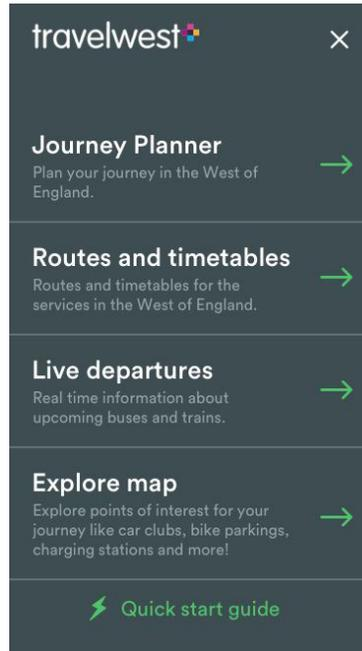 travelwest
Journey Planner
Plan your journey in the West of
England.
Routes and timetables
Routes and timetables for the
services in the West of England.
Live departures
Real time information about
upcoming buses and trains.
Explore map
Explore points of interest for your
journey like car clubs, bike parkings,
charging stations and more!
Quick start guide